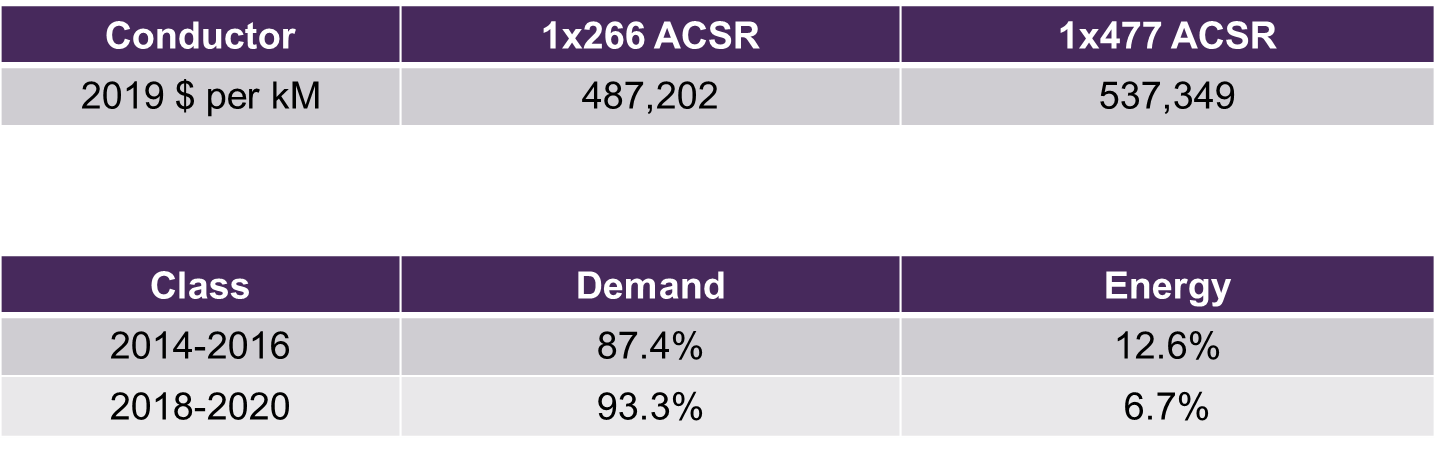 Conductor 1x266 ACSR 1x477 ACSR
2019 $ per kM 487,202 537,349
Class Demand Energy
2014-2016 87.4% 12.6%
2018-2020 93.3% 6.7%